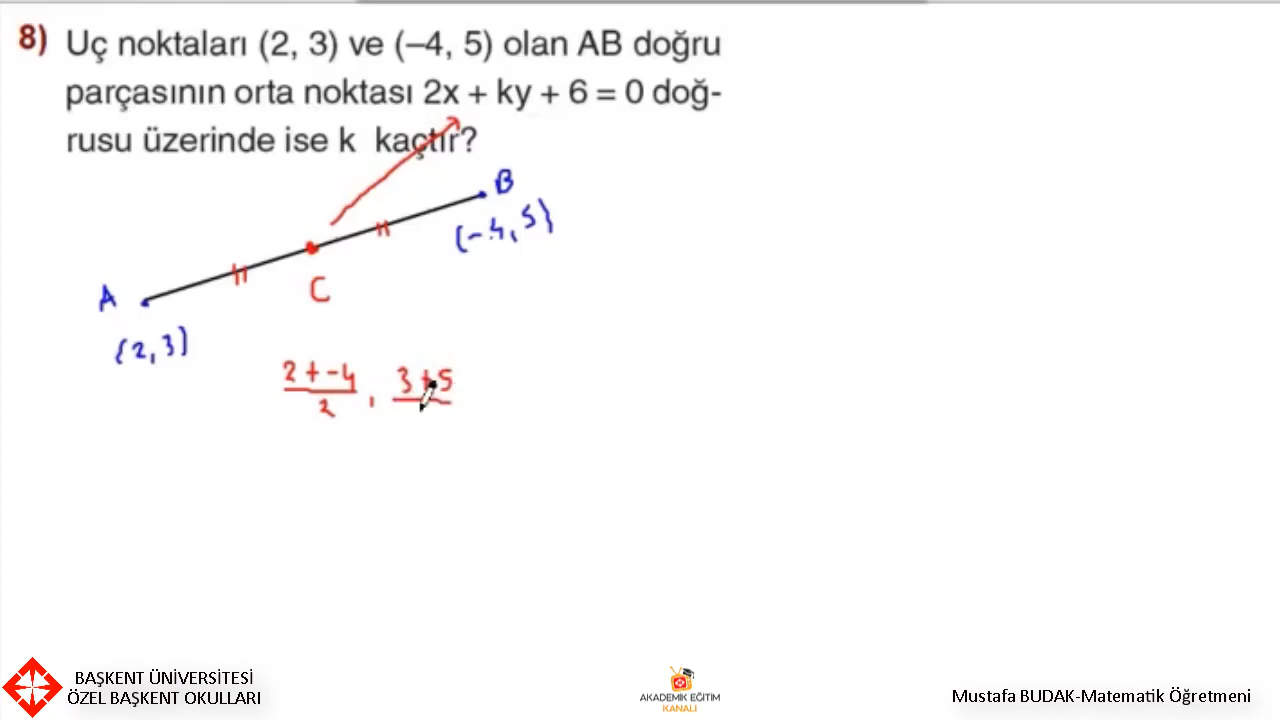 8) Uç noktaları (2, 3) ve (–4, 5) olan AB doğru
parçasının orta noktası 2x + ky + 6 = 0 doğ-
rusu üzerinde ise k kaçtır?
B
(-4, 5)
A
C
(2, 3)
2 + -4 , 3 + 5
2
BAŞKENT ÜNİVERSİTESİ
ÖZEL BAŞKENT OKULLARI
AKADEMİK EĞİTİM
KANALI
Mustafa BUDAK-Matematik Öğretmeni